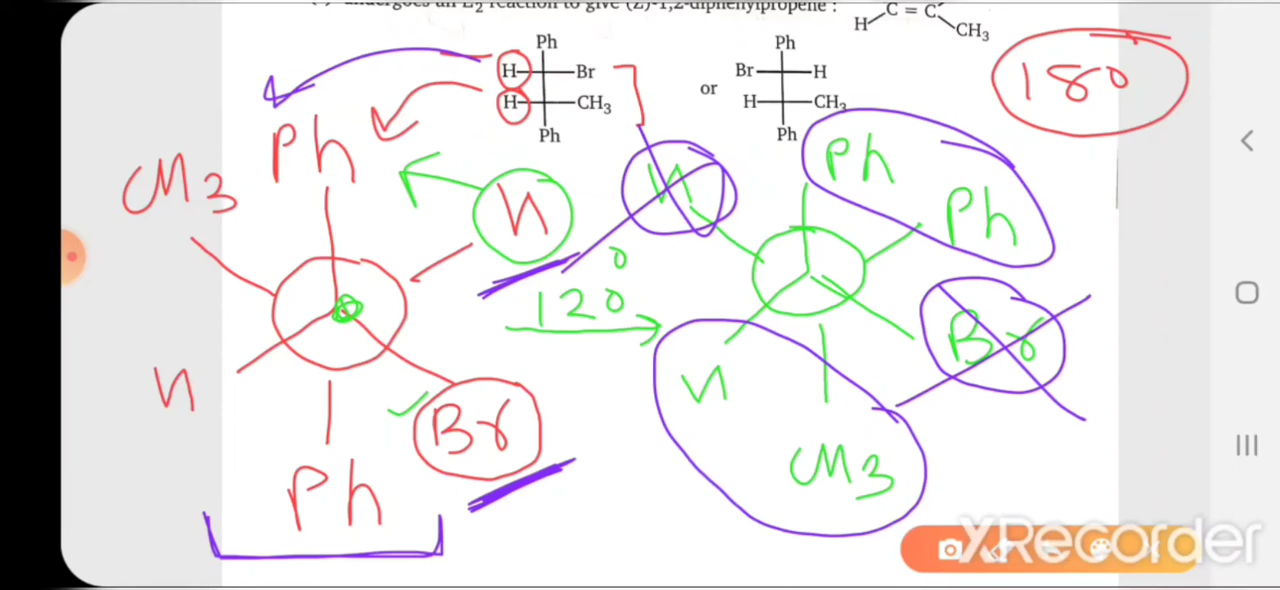 undergoes an E2 reaction to give (Z)-1,2-diphenylpropene :
H C = C CH3
Ph Ph
H Br Br H
or
H CH3 H CH3
Ph Ph
180
CH3 Ph H
H Br
Ph
120°
H Ph Ph
H Br
CH3
XRecorder